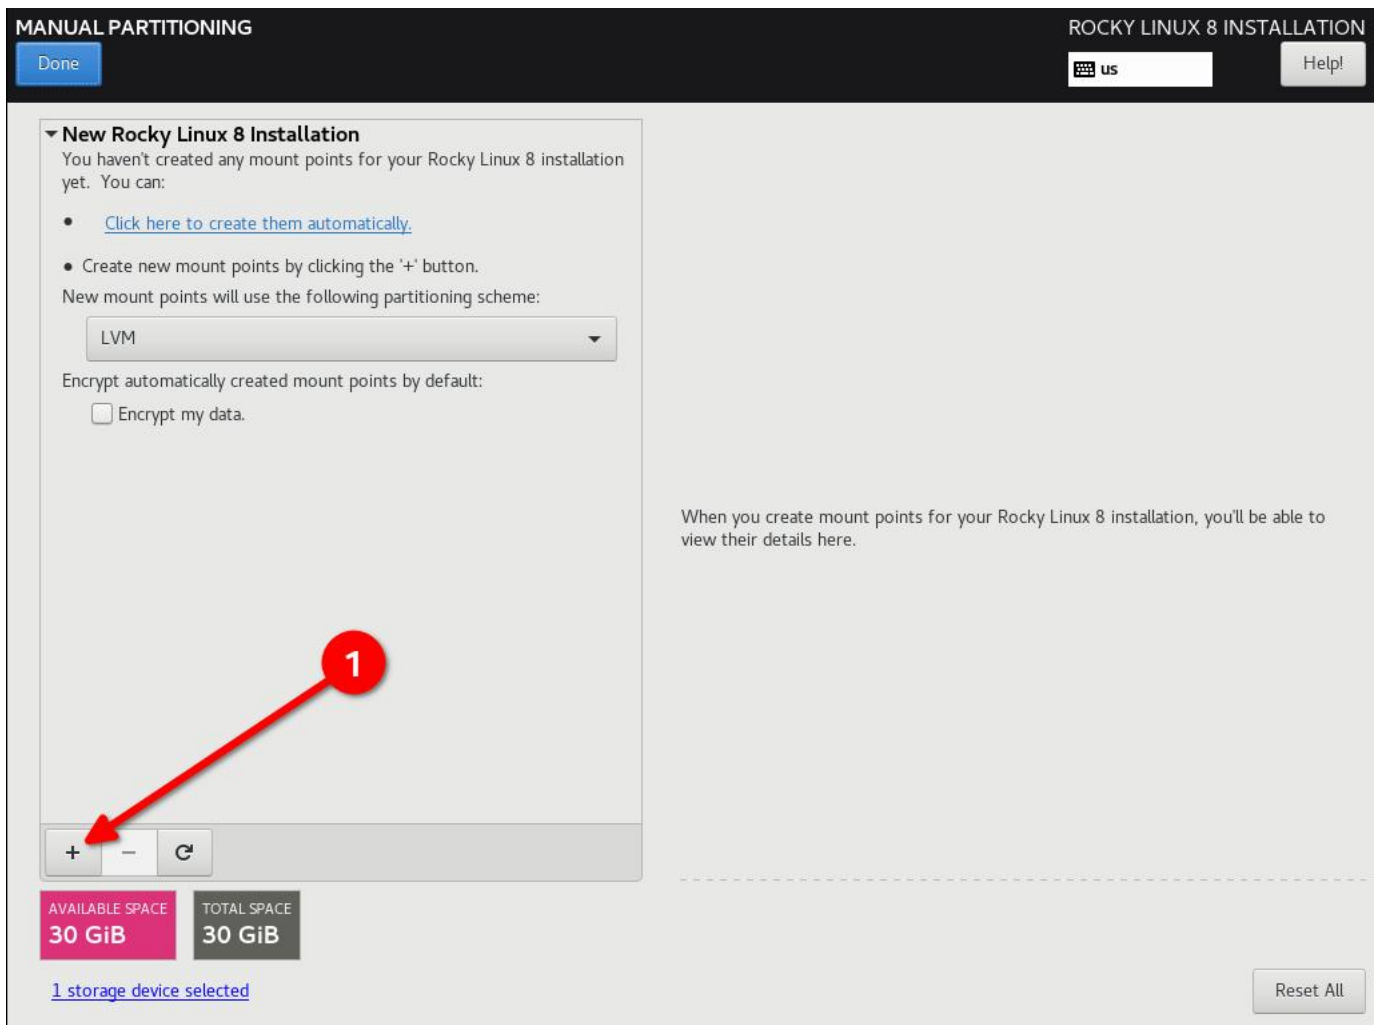 MANUAL PARTITIONING
ROCKY LINUX 8 INSTALLATION
Done
us
Help!
New Rocky Linux 8 Installation
You haven't created any mount points for your Rocky Linux 8 installation
yet. You can:
• Click here to create them automatically.
• Create new mount points by clicking the '+' button.
New mount points will use the following partitioning scheme:
LVM
Encrypt automatically created mount points by default:
Encrypt my data.
When you create mount points for your Rocky Linux 8 installation, you'll be able to
view their details here.
1
+ −
AVAILABLE SPACE
30 GiB
TOTAL SPACE
30 GiB
1 storage device selected
Reset All